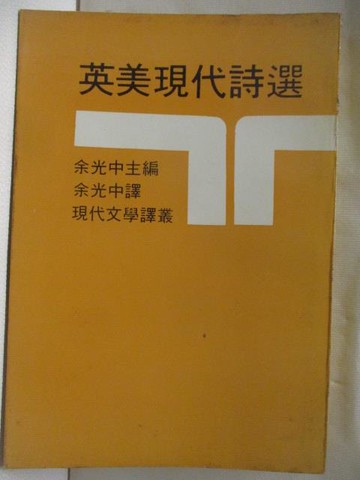 英美現代詩選
余光中主編
余光中譯
現代文學譯叢